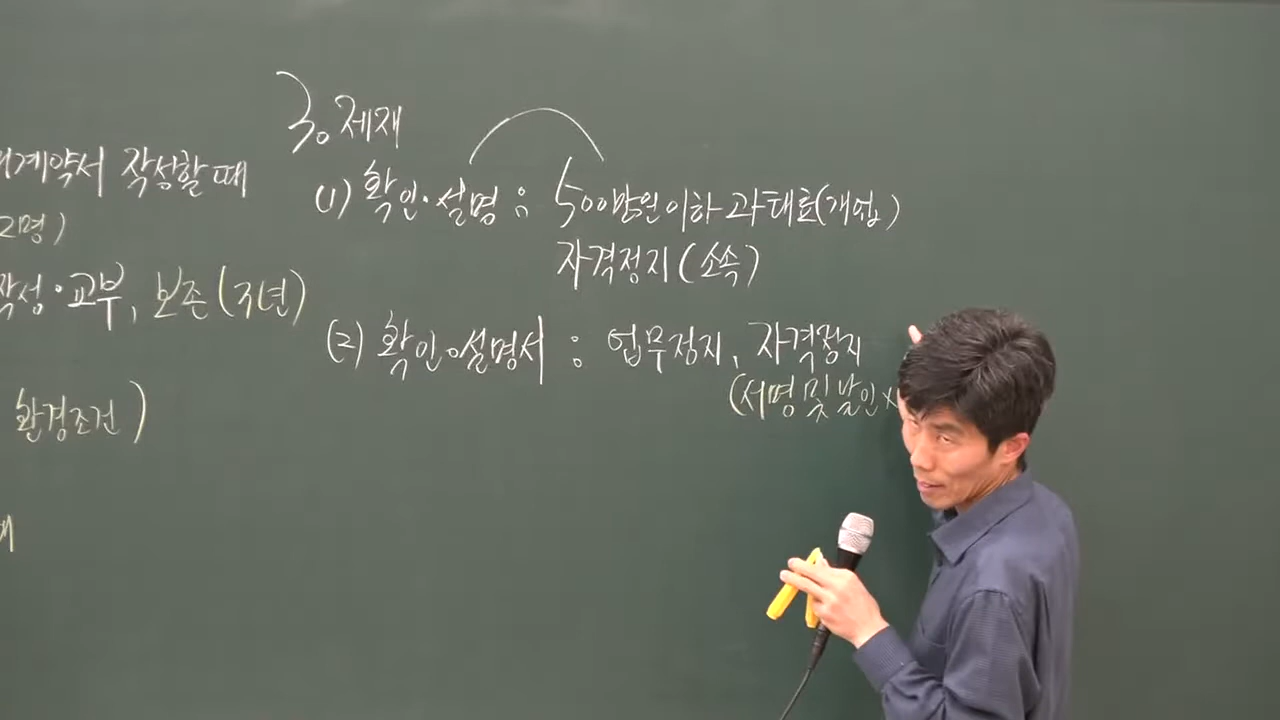 계약서 작성할 때
2명)
작성·교부, 보존(3년)
환경조건)
3. 제재
(1) 확인·설명 : 500만원이하 과태료(개업)
자격정지(소속)
(2) 확인·설명서 : 업무정지, 자격정지
(서명 및 날인 ×